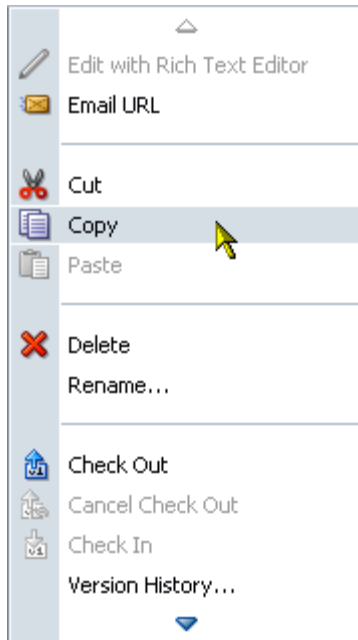 Edit with Rich Text Editor
Email URL
Cut
Copy
Paste
Delete
Rename...
Check Out
Cancel Check Out
Check In
Version History...